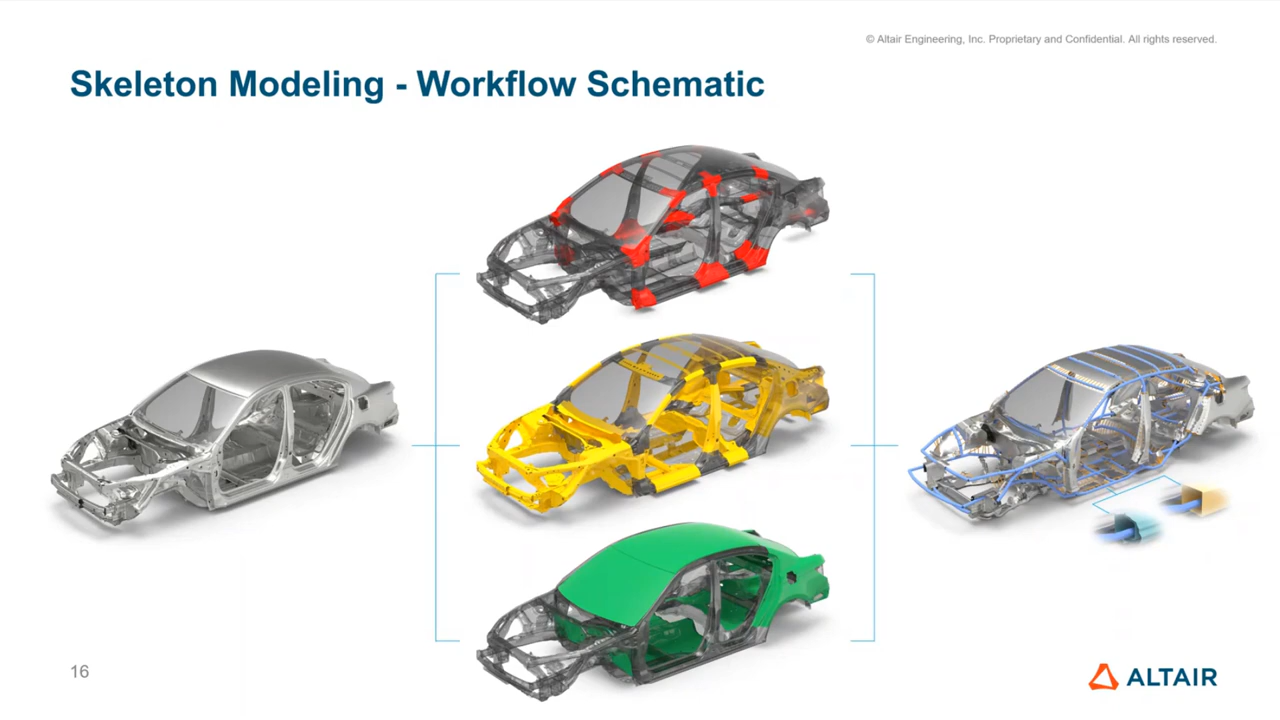 © Altair Engineering, Inc. Proprietary and Confidential. All rights reserved.
Skeleton Modeling - Workflow Schematic
16
ALTAIR